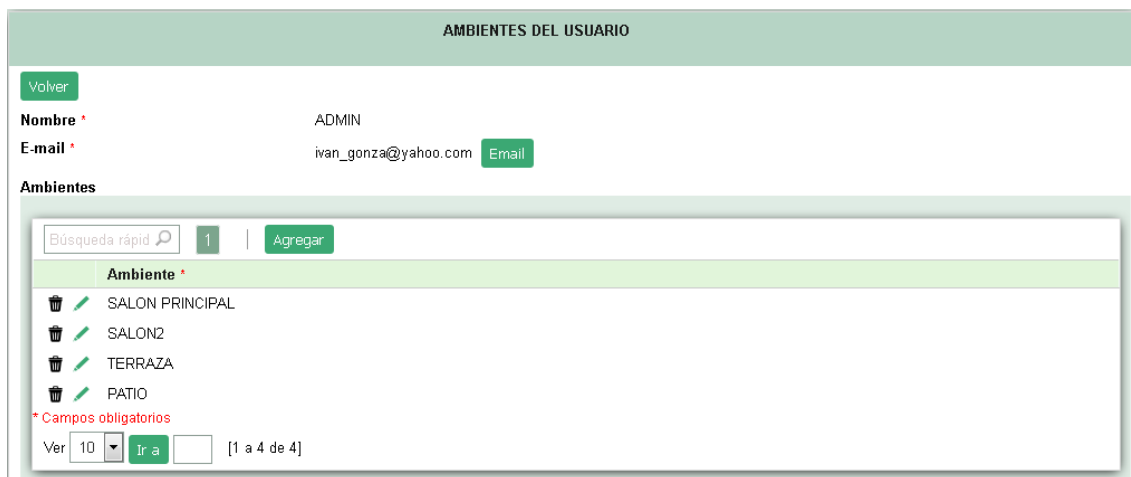 AMBIENTES DEL USUARIO
Volver
Nombre * ADMIN
E-mail * ivan_gonza@yahoo.com Email
Ambientes
Búsqueda rápid 1 | Agregar
Ambiente *
SALON PRINCIPAL
SALON2
TERRAZA
PATIO
* Campos obligatorios
Ver 10 Ir a [1 a 4 de 4]